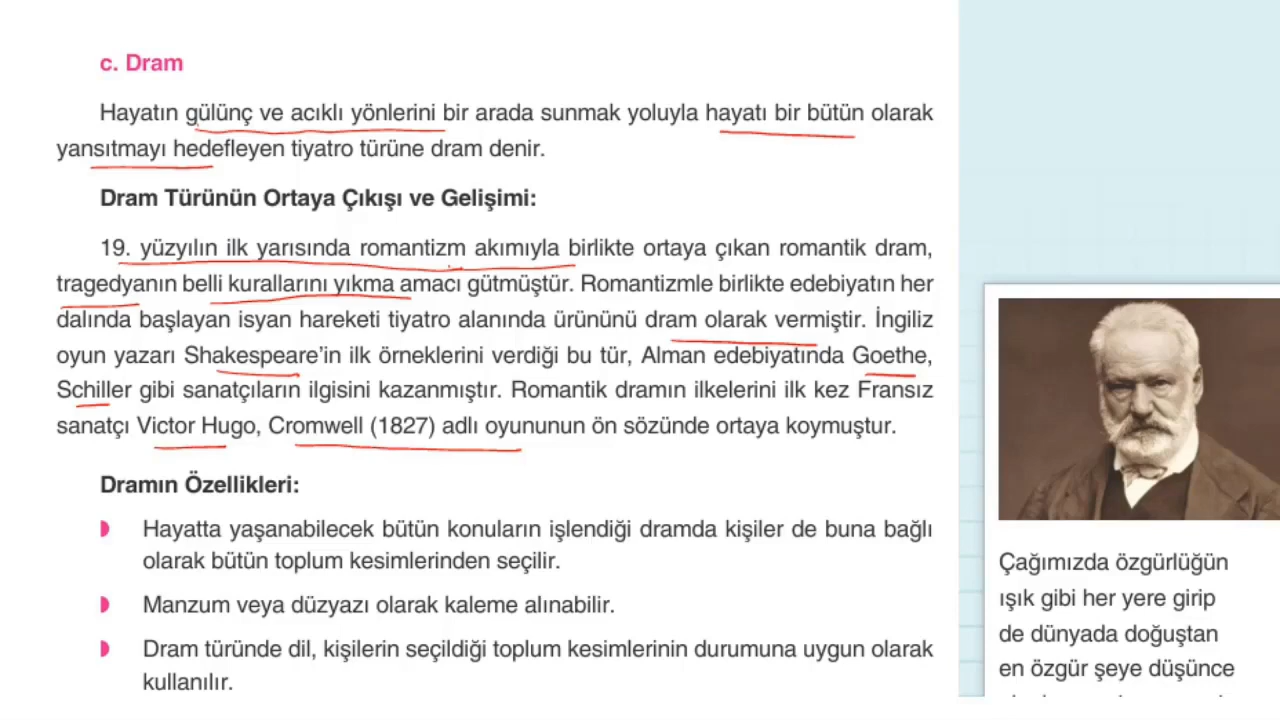 c. Dram
Hayatın gülünç ve acıklı yönlerini bir arada sunmak yoluyla hayatı bir bütün olarak
yansıtmayı hedefleyen tiyatro türüne dram denir.
Dram Türünün Ortaya Çıkışı ve Gelişimi:
19. yüzyılın ilk yarısında romantizm akımıyla birlikte ortaya çıkan romantik dram,
tragedyanın belli kurallarını yıkma amacı gütmüştür. Romantizmle birlikte edebiyatın her
dalında başlayan isyan hareketi tiyatro alanında ürününü dram olarak vermiştir. İngiliz
oyun yazarı Shakespeare’in ilk örneklerini verdiği bu tür, Alman edebiyatında Goethe,
Schiller gibi sanatçıların ilgisini kazanmıştır. Romantik dramın ilkelerini ilk kez Fransız
sanatçı Victor Hugo, Cromwell (1827) adlı oyununun ön sözünde ortaya koymuştur.
Dramın Özellikleri:
Hayatta yaşanabilecek bütün konuların işlendiği dramda kişiler de buna bağlı
olarak bütün toplum kesimlerinden seçilir.
Manzum veya düzyazı olarak kaleme alınabilir.
Dram türünde dil, kişilerin seçildiği toplum kesimlerinin durumuna uygun olarak
kullanılır.
Çağımızda özgürlüğün
ışık gibi her yere girip
de dünyada doğuştan
en özgür şeye düşünce